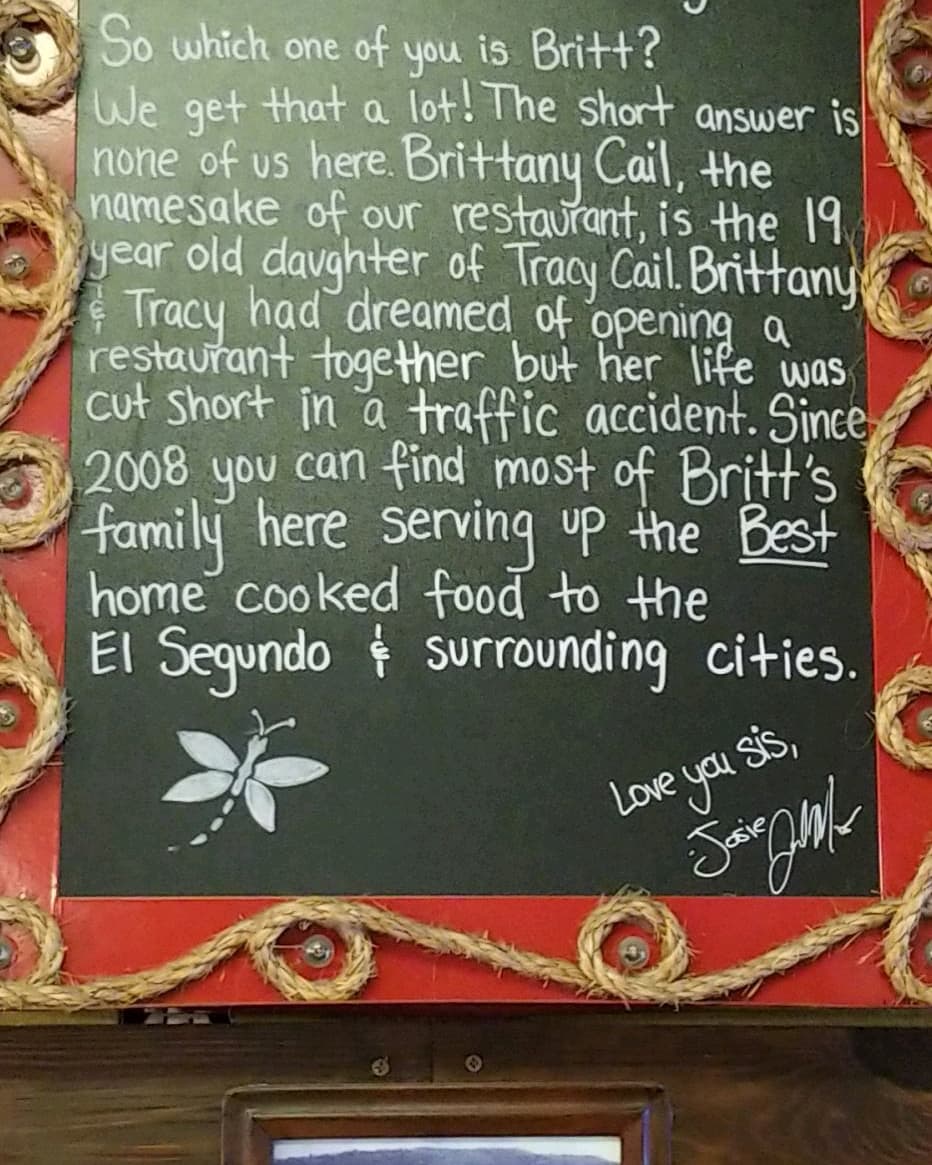 So which one of you is Britt?
We get that a lot! The short answer is
none of us here. Brittany Cail, the
namesake of our restaurant, is the 19
year old daughter of Tracy Cail. Brittany
& Tracy had dreamed of opening a
restaurant together but her life was
cut short in a traffic accident. Since
2008 you can find most of Britt's
family here serving up the Best
home cooked food to the
El Segundo & surrounding cities.
Love you sis,
Josie